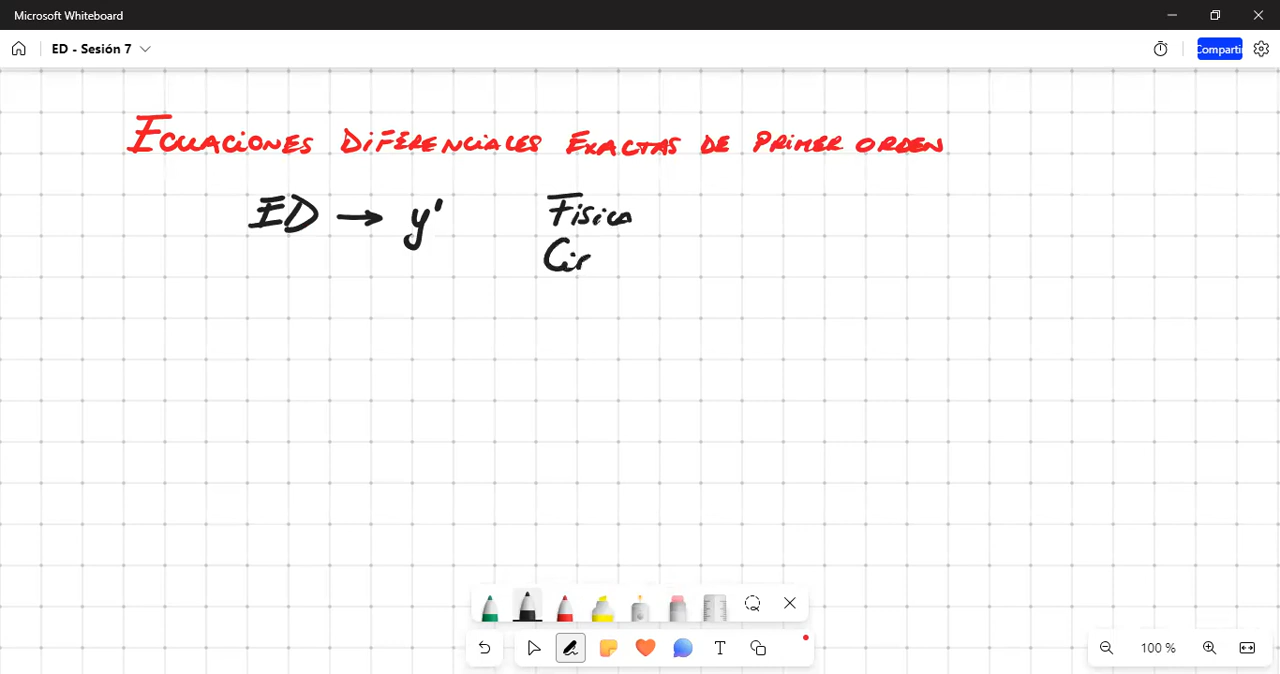 Microsoft Whiteboard
ED - Sesión 7
Comparti
ECUACIONES DIFERENCIALES EXACTAS DE PRIMER ORDEN
ED → y' Física
Cir
T
100 %